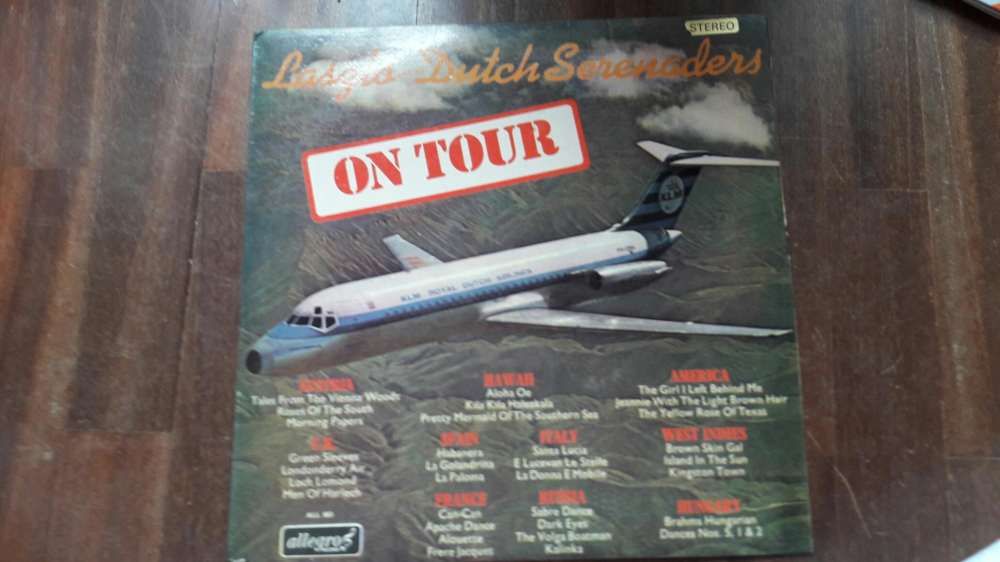 STEREO
Laszlo Dutch Serenaders
ON TOUR
KLM
KLM ROYAL DUTCH AIRLINES
AUSTRIA
Tales From The Vienna Woods
Roses Of The South
Morning Papers
HAWAII
Aloha Oe
Pretty Mermaid Of The Southern Sea
AMERICA
The Girl I Left Behind Me
Jeannie With The Light Brown Hair
The Yellow Rose Of Texas
U.K.
Green Sleeves
Londonderry Air
Loch Lomond
Men Of Harlech
SPAIN
Habanera
La Golondrina
La Paloma
ITALY
Santa Lucia
E Lucevan Le Stelle
La Donna E Mobile
WEST INDIES
Brown Skin Gal
Island In The Sun
Kingston Town
FRANCE
Can-Can
Apache Dance
Alouette
Frere Jacques
RUSSIA
Sabre Dance
Dark Eyes
The Volga Boatman
Kalinka
HUNGARY
Brahms Hungarian
Dances Nos. 5, 1 & 2
allegro